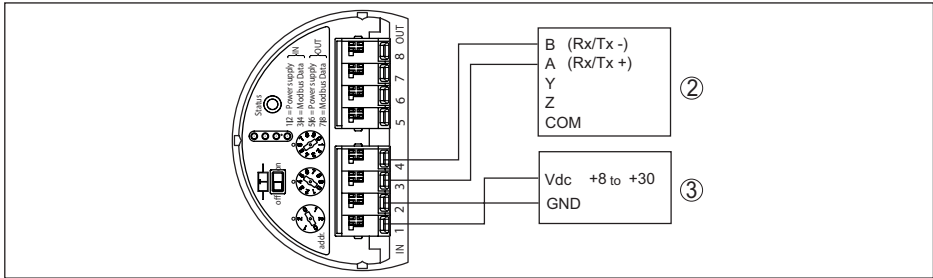 Status
1|2 = Power supply
3|4 = Modbus Data
IN
5|6 = Power supply
7|8 = Modbus Data
OUT
on
off
addr.
OUT
8
7
6
5
4
3
2
1
IN
B (Rx/Tx -)
A (Rx/Tx +)
Y
Z
COM
2
Vdc +8 to +30
GND
3